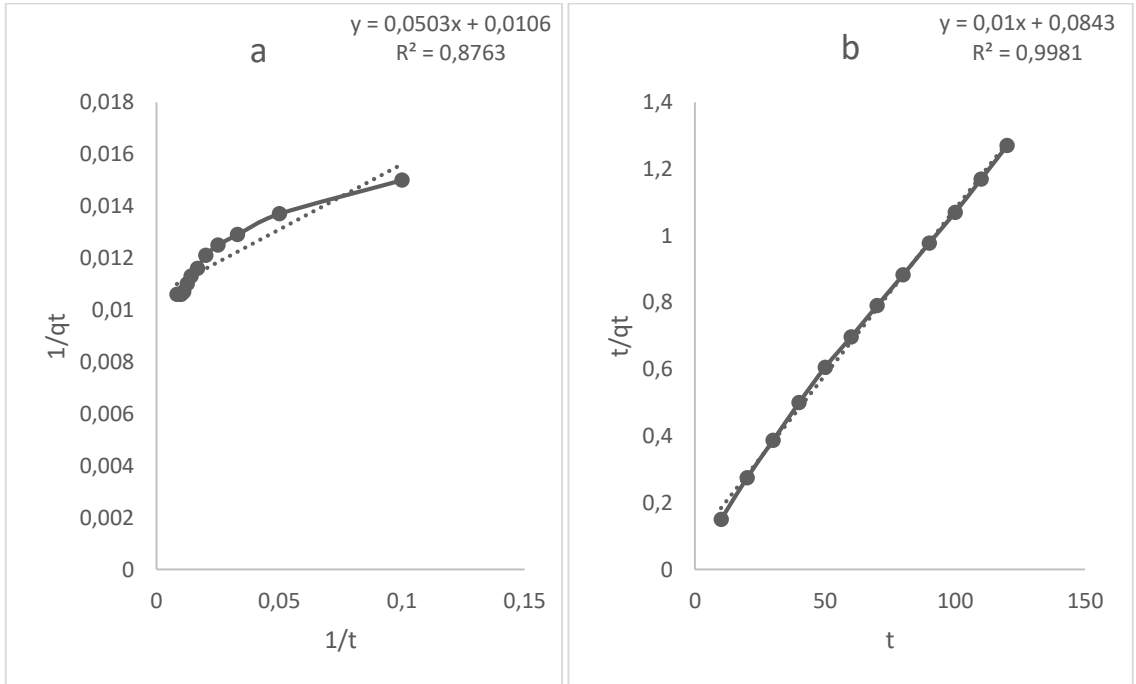 y = 0,0503x + 0,0106
R² = 0,8763
a
0,018
0,016
0,014
0,012
0,01
0,008
0,006
0,004
0,002
0
0 0,05 0,1 0,15
1/qt
1/t
y = 0,01x + 0,0843
R² = 0,9981
b
1,4
1,2
1
0,8
0,6
0,4
0,2
0
0 50 100 150
t/qt
t